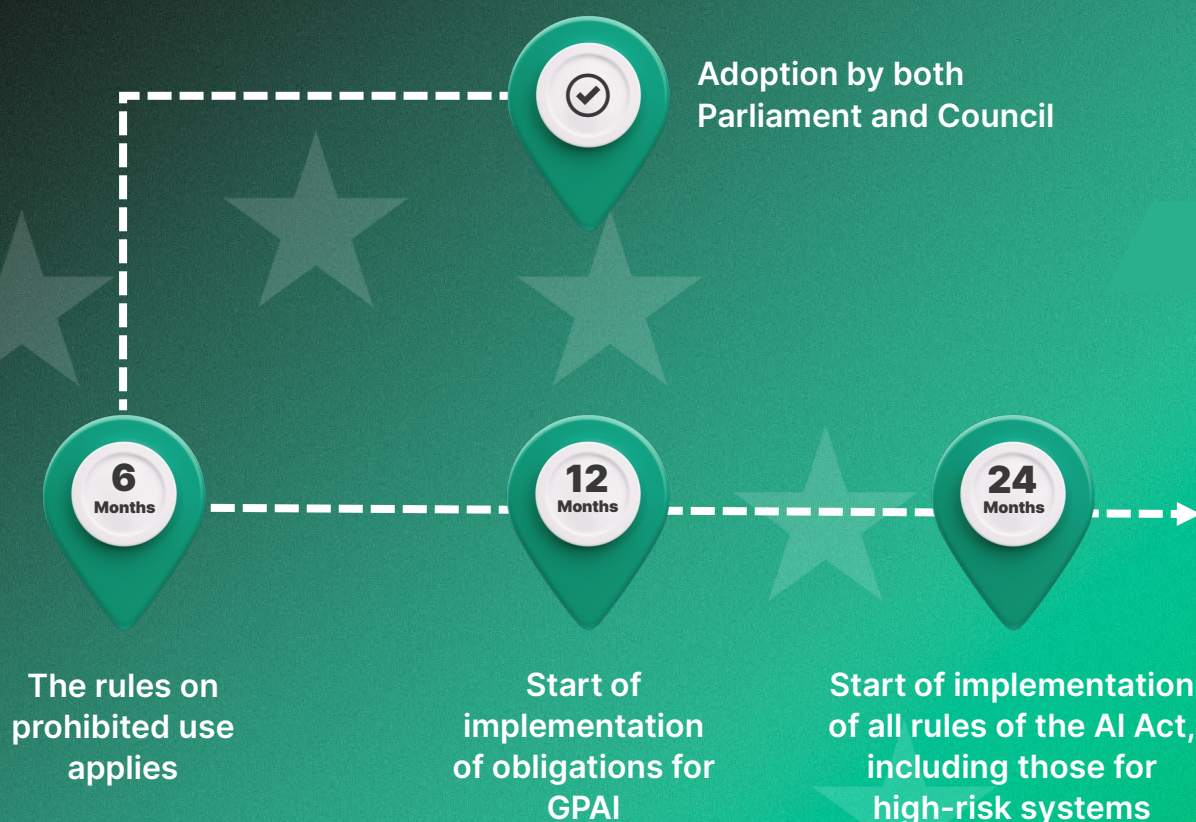 Adoption by both
Parliament and Council
6
Months
12
Months
24
Months
The rules on
prohibited use
applies
Start of
implementation
of obligations for
GPAI
Start of implementation
of all rules of the AI Act,
including those for
high-risk systems